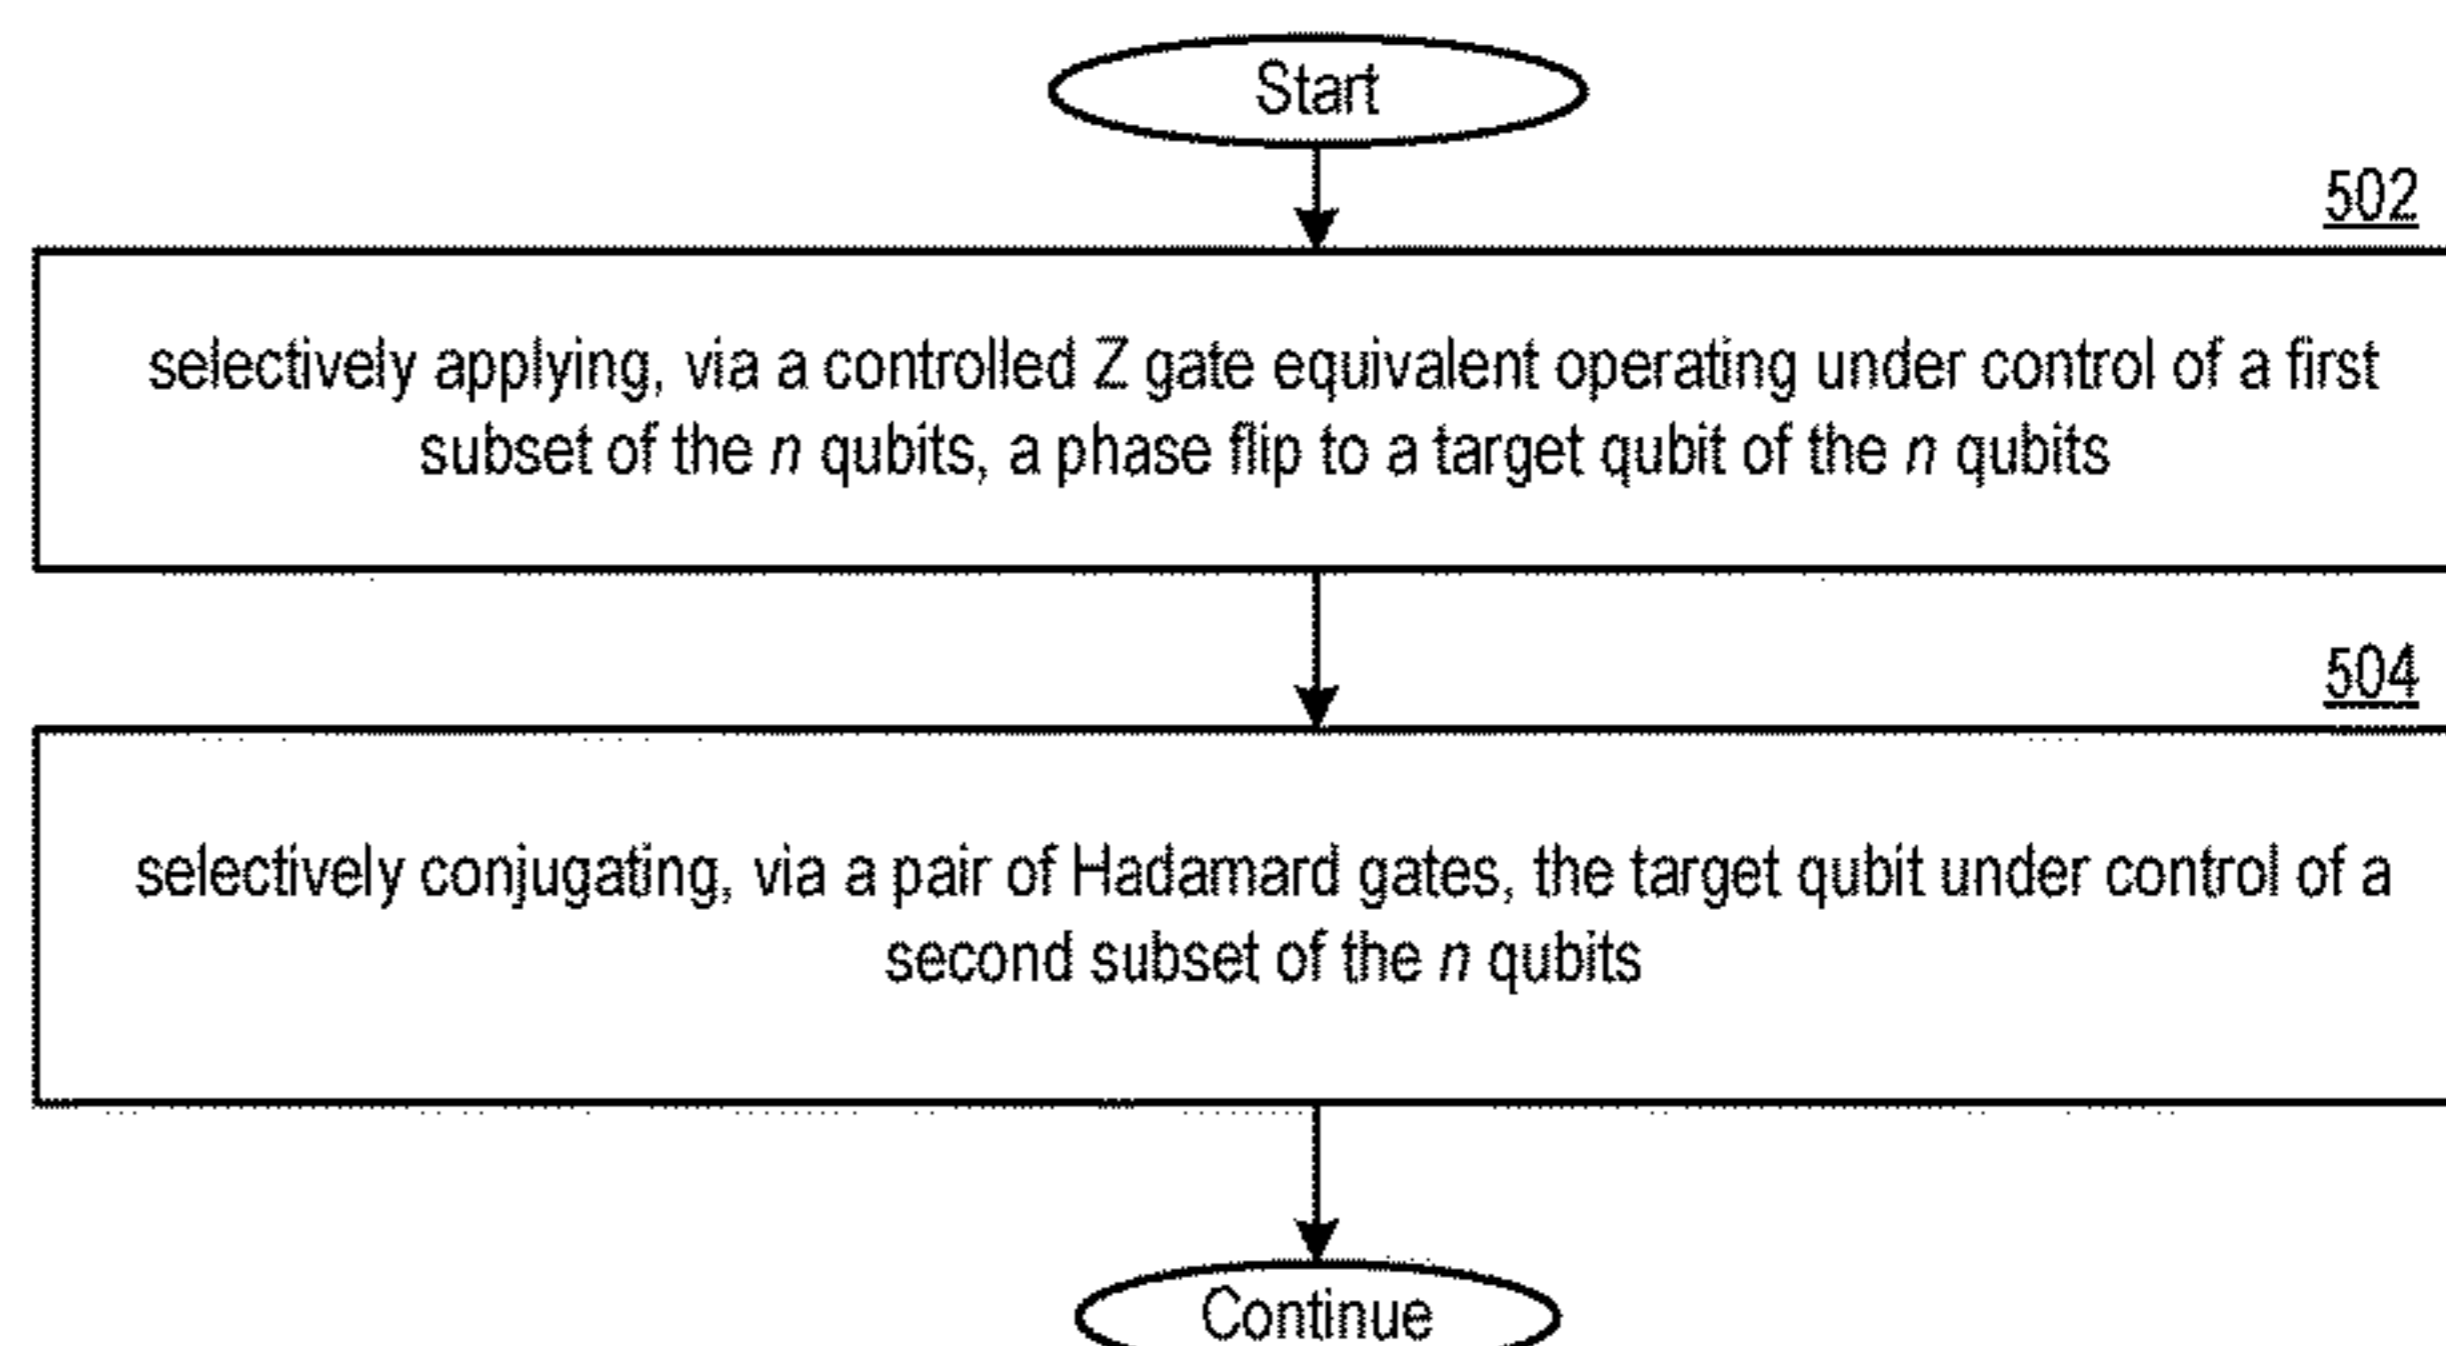 Start
502
selectively applying, via a controlled Z gate equivalent operating under control of a first
subset of the n qubits, a phase flip to a target qubit of the n qubits
504
selectively conjugating, via a pair of Hadamard gates, the target qubit under control of a
second subset of the n qubits
Continue